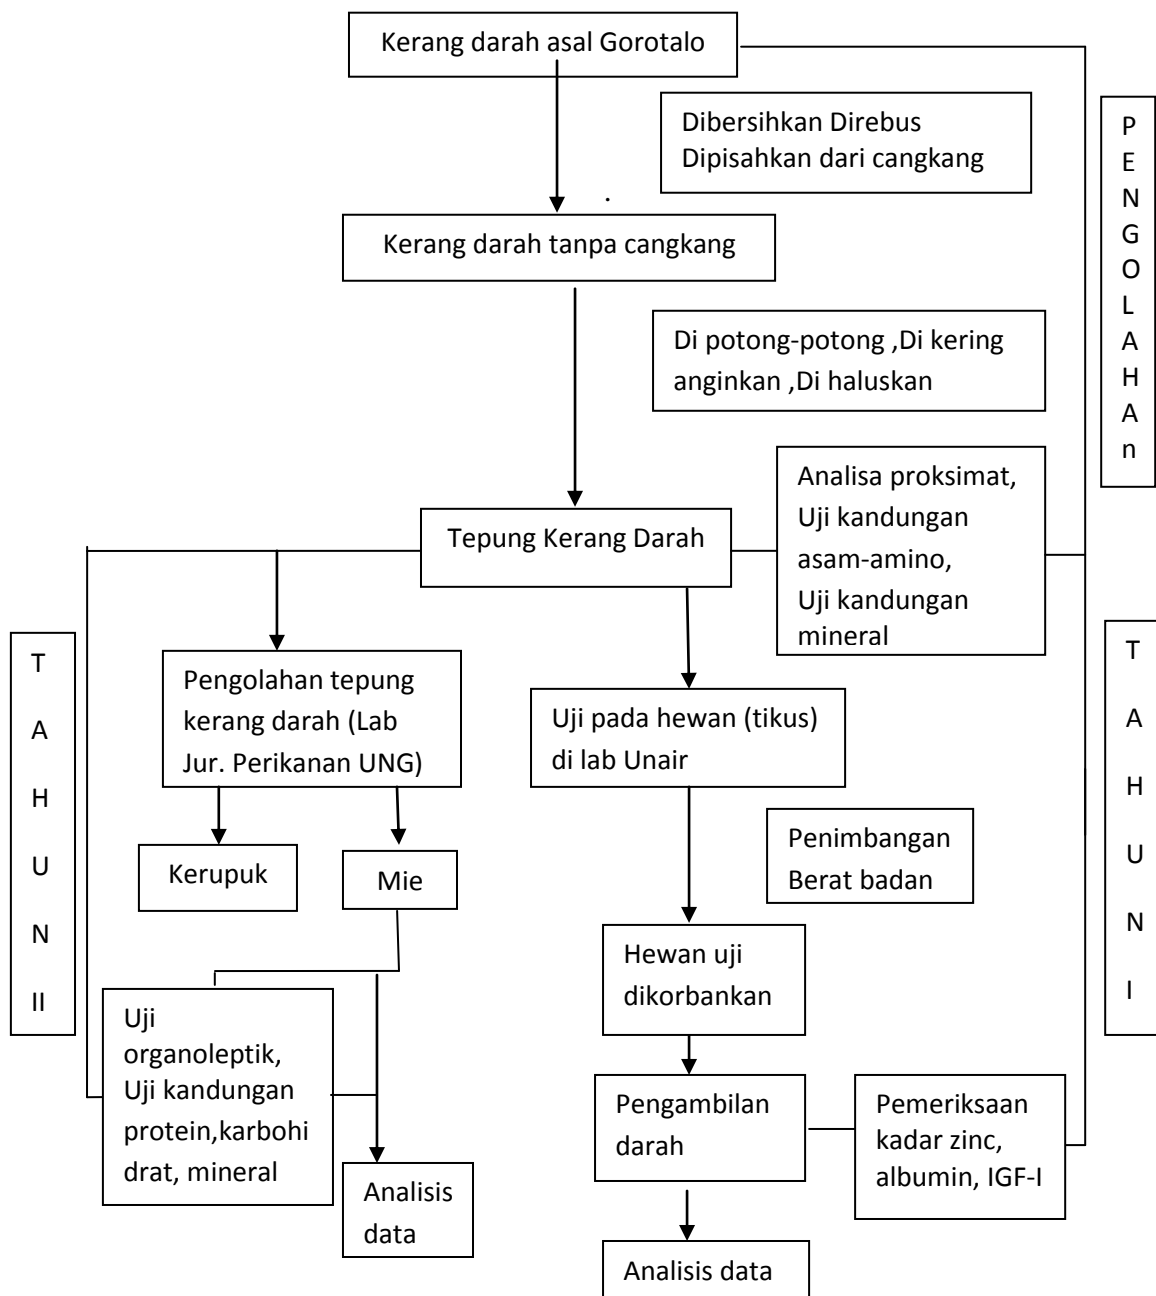 Kerang darah asal Gorotalo
Dibersihkan Direbus
Dipisahkan dari cangkang
.
Kerang darah tanpa cangkang
Di potong-potong ,Di kering
anginkan ,Di haluskan
P
E
N
G
O
L
A
H
A
n
Analisa proksimat,
Uji kandungan
asam-amino,
Uji kandungan
mineral
Tepung Kerang Darah
T
A
H
U
N
II
Pengolahan tepung
kerang darah (Lab
Jur. Perikanan UNG)
Uji pada hewan (tikus)
di lab Unair
T
A
H
U
N
I
Kerupuk
Mie
Penimbangan
Berat badan
Hewan uji
dikorbankan
Uji
organoleptik,
Uji kandungan
protein,karbohi
drat, mineral
Pengambilan
darah
Pemeriksaan
kadar zinc,
albumin, IGF-I
Analisis
data
Analisis data